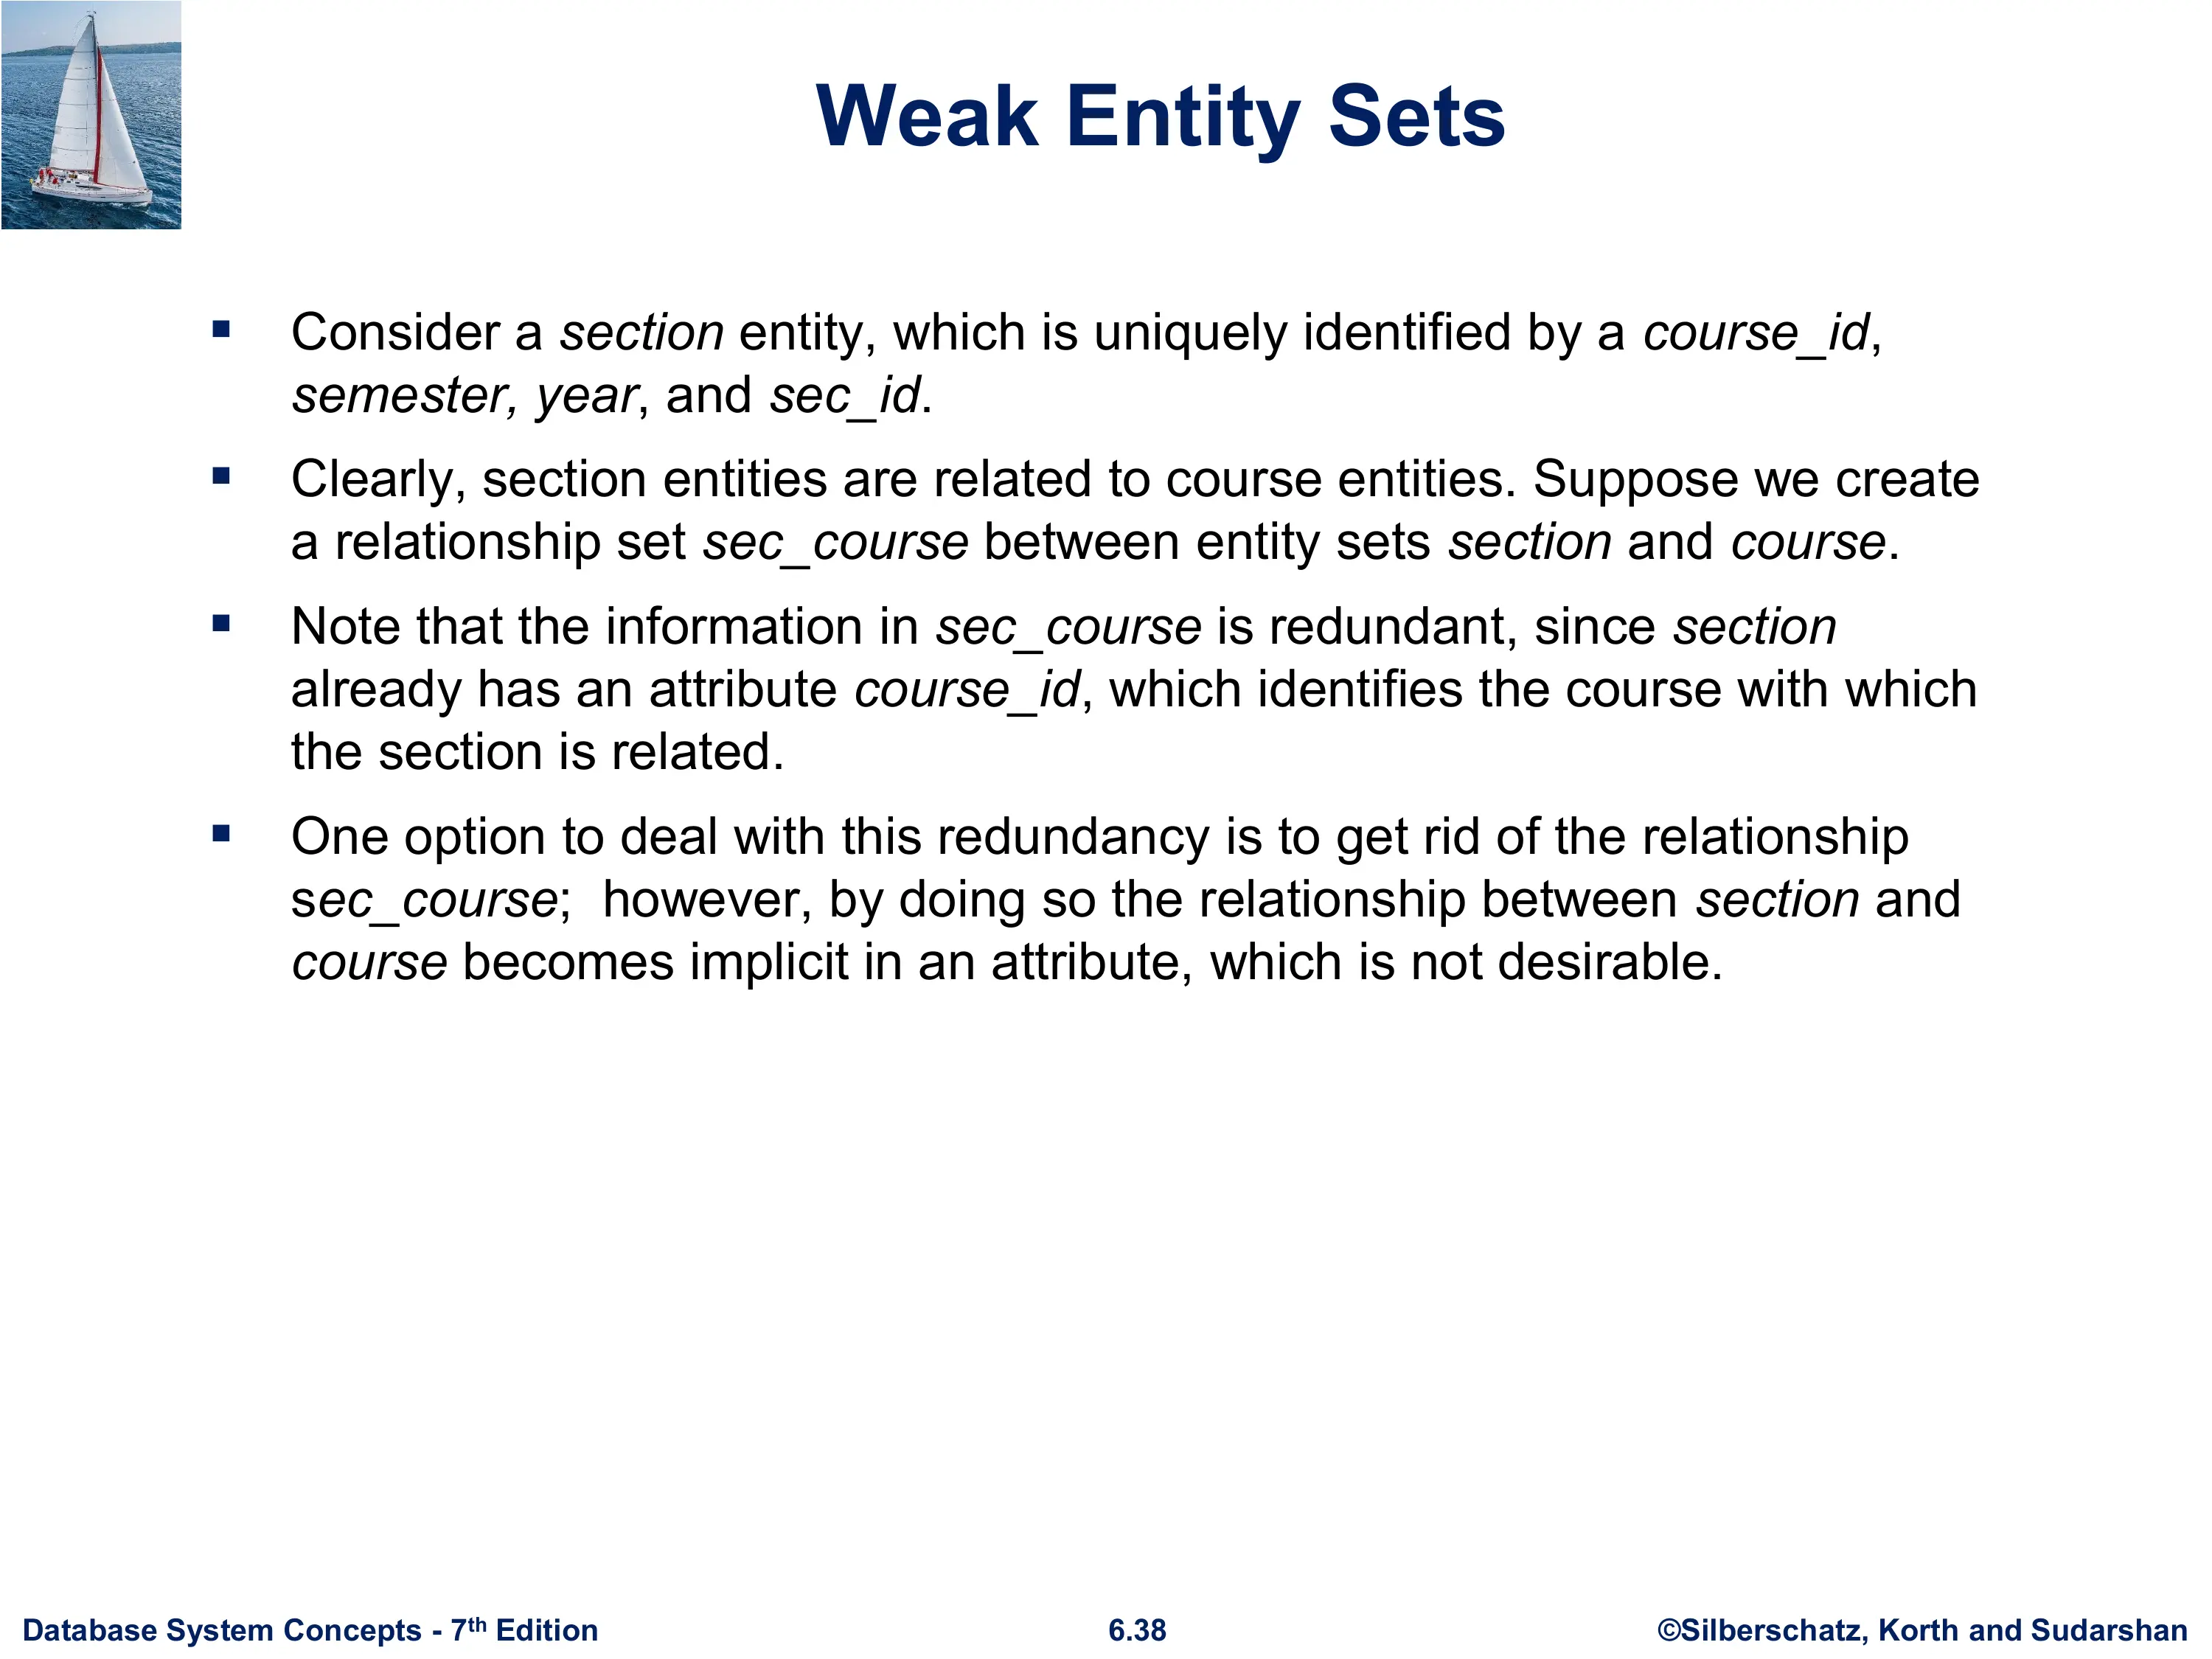 Weak Entity Sets
▪ Consider a section entity, which is uniquely identified by a course_id,
semester, year, and sec_id.
▪ Clearly, section entities are related to course entities. Suppose we create
a relationship set sec_course between entity sets section and course.
▪ Note that the information in sec_course is redundant, since section
already has an attribute course_id, which identifies the course with which
the section is related.
▪ One option to deal with this redundancy is to get rid of the relationship
sec_course;  however, by doing so the relationship between section and
course becomes implicit in an attribute, which is not desirable.
Database System Concepts - 7th Edition
6.38
©Silberschatz, Korth and Sudarshan